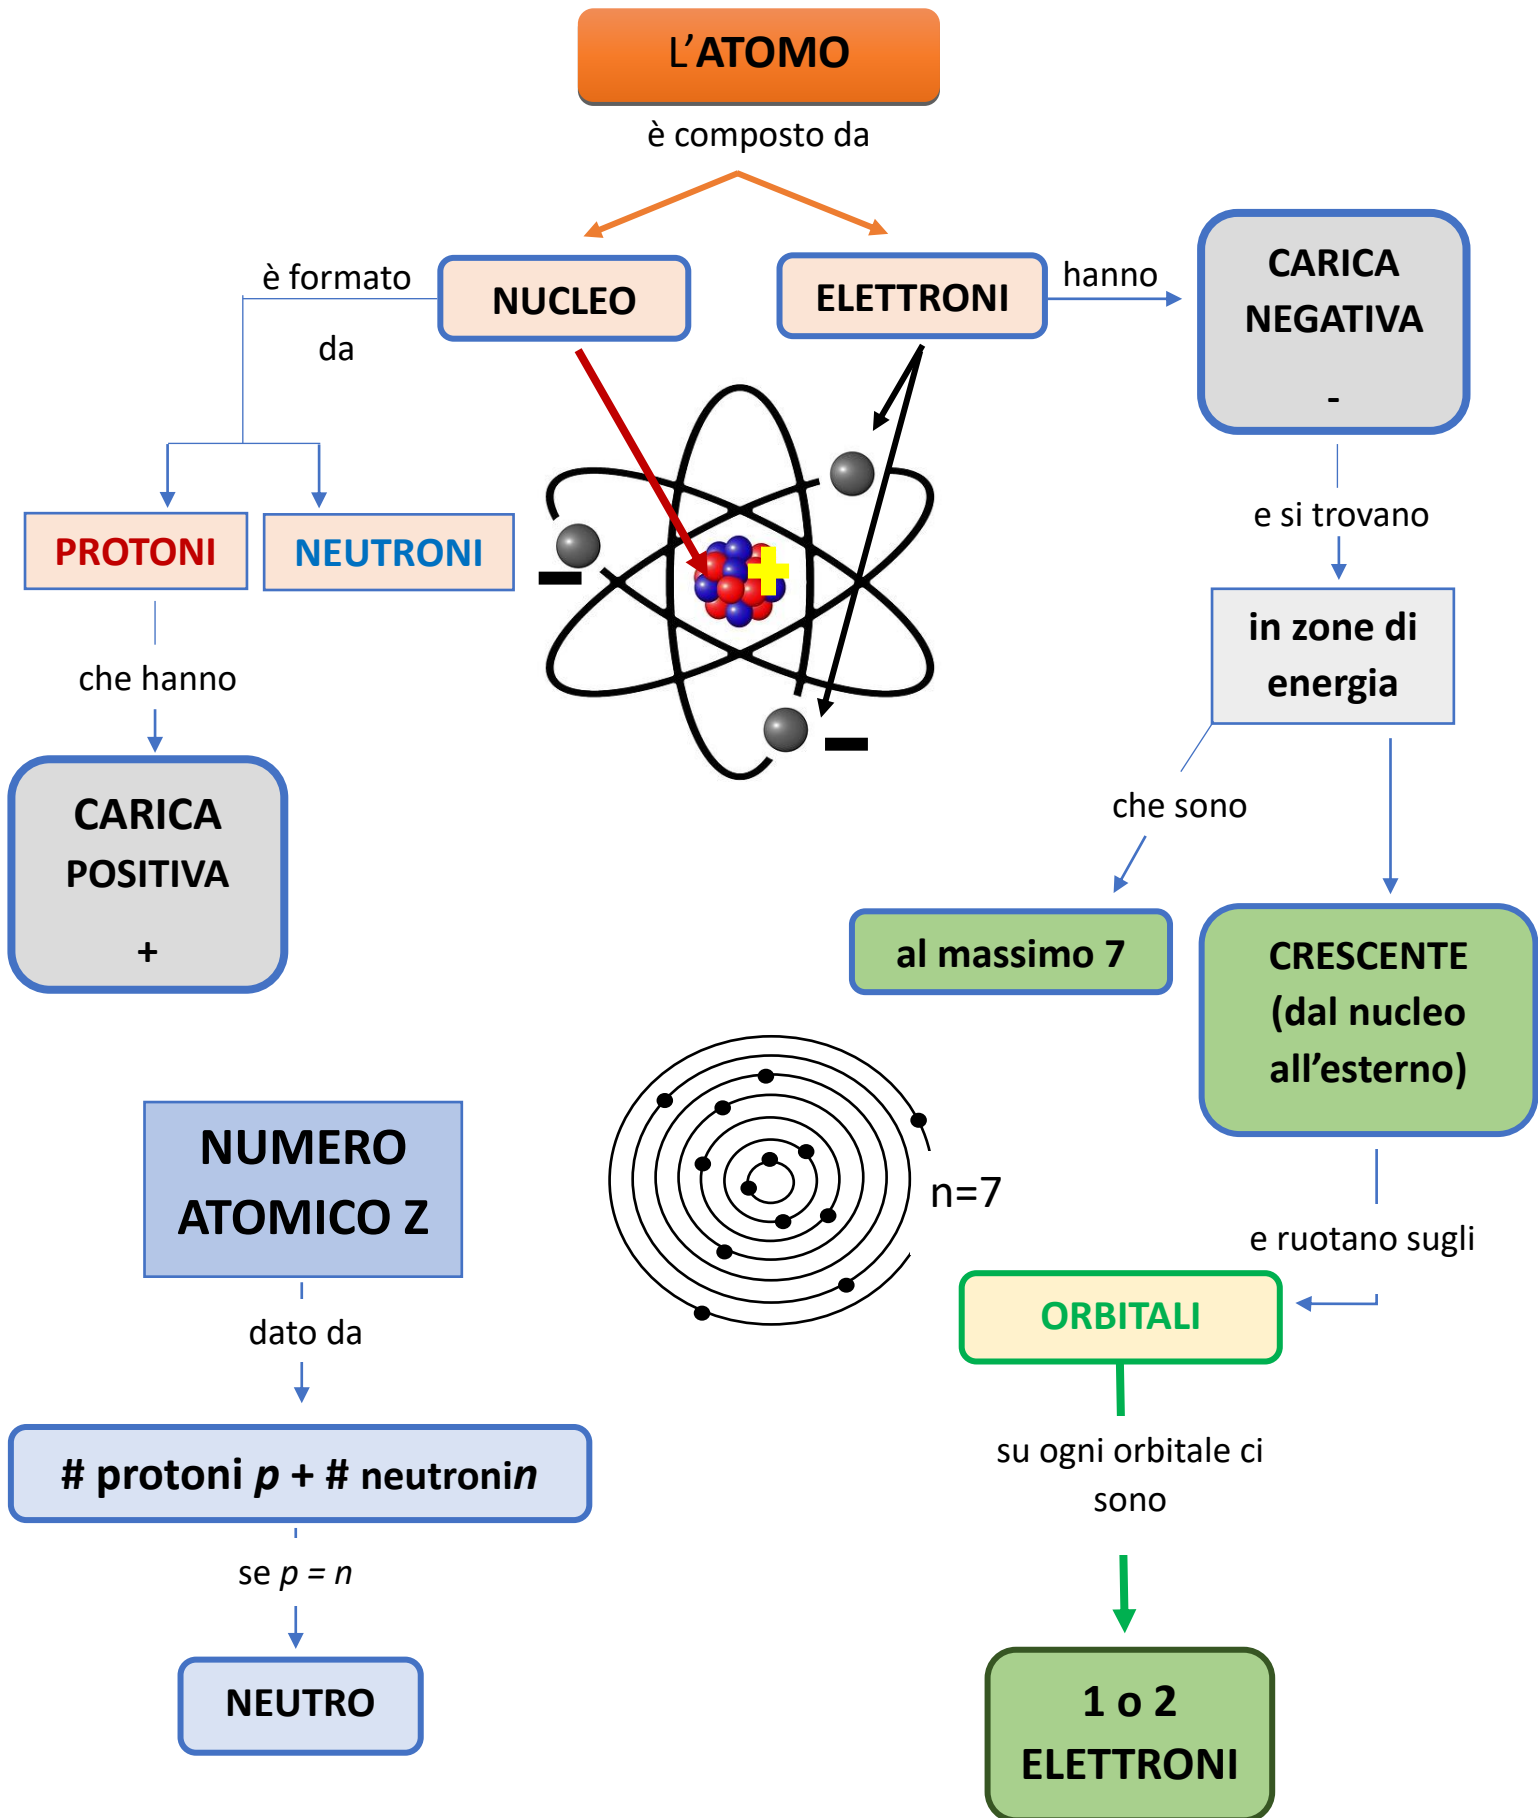 L'ATOMO
è composto da
NUCLEO
ELETTRONI
è formato
da
hanno
CARICA
NEGATIVA
-
PROTONI
NEUTRONI
che hanno
CARICA
POSITIVA
+
e si trovano
in zone di
energia
che sono
al massimo 7
CRESCENTE
(dal nucleo
all'esterno)
e ruotano sugli
ORBITALI
su ogni orbitale ci
sono
1 o 2
ELETTRONI
n=7
NUMERO
ATOMICO Z
dato da
# protoni p + # neutronin
se p = n
NEUTRO